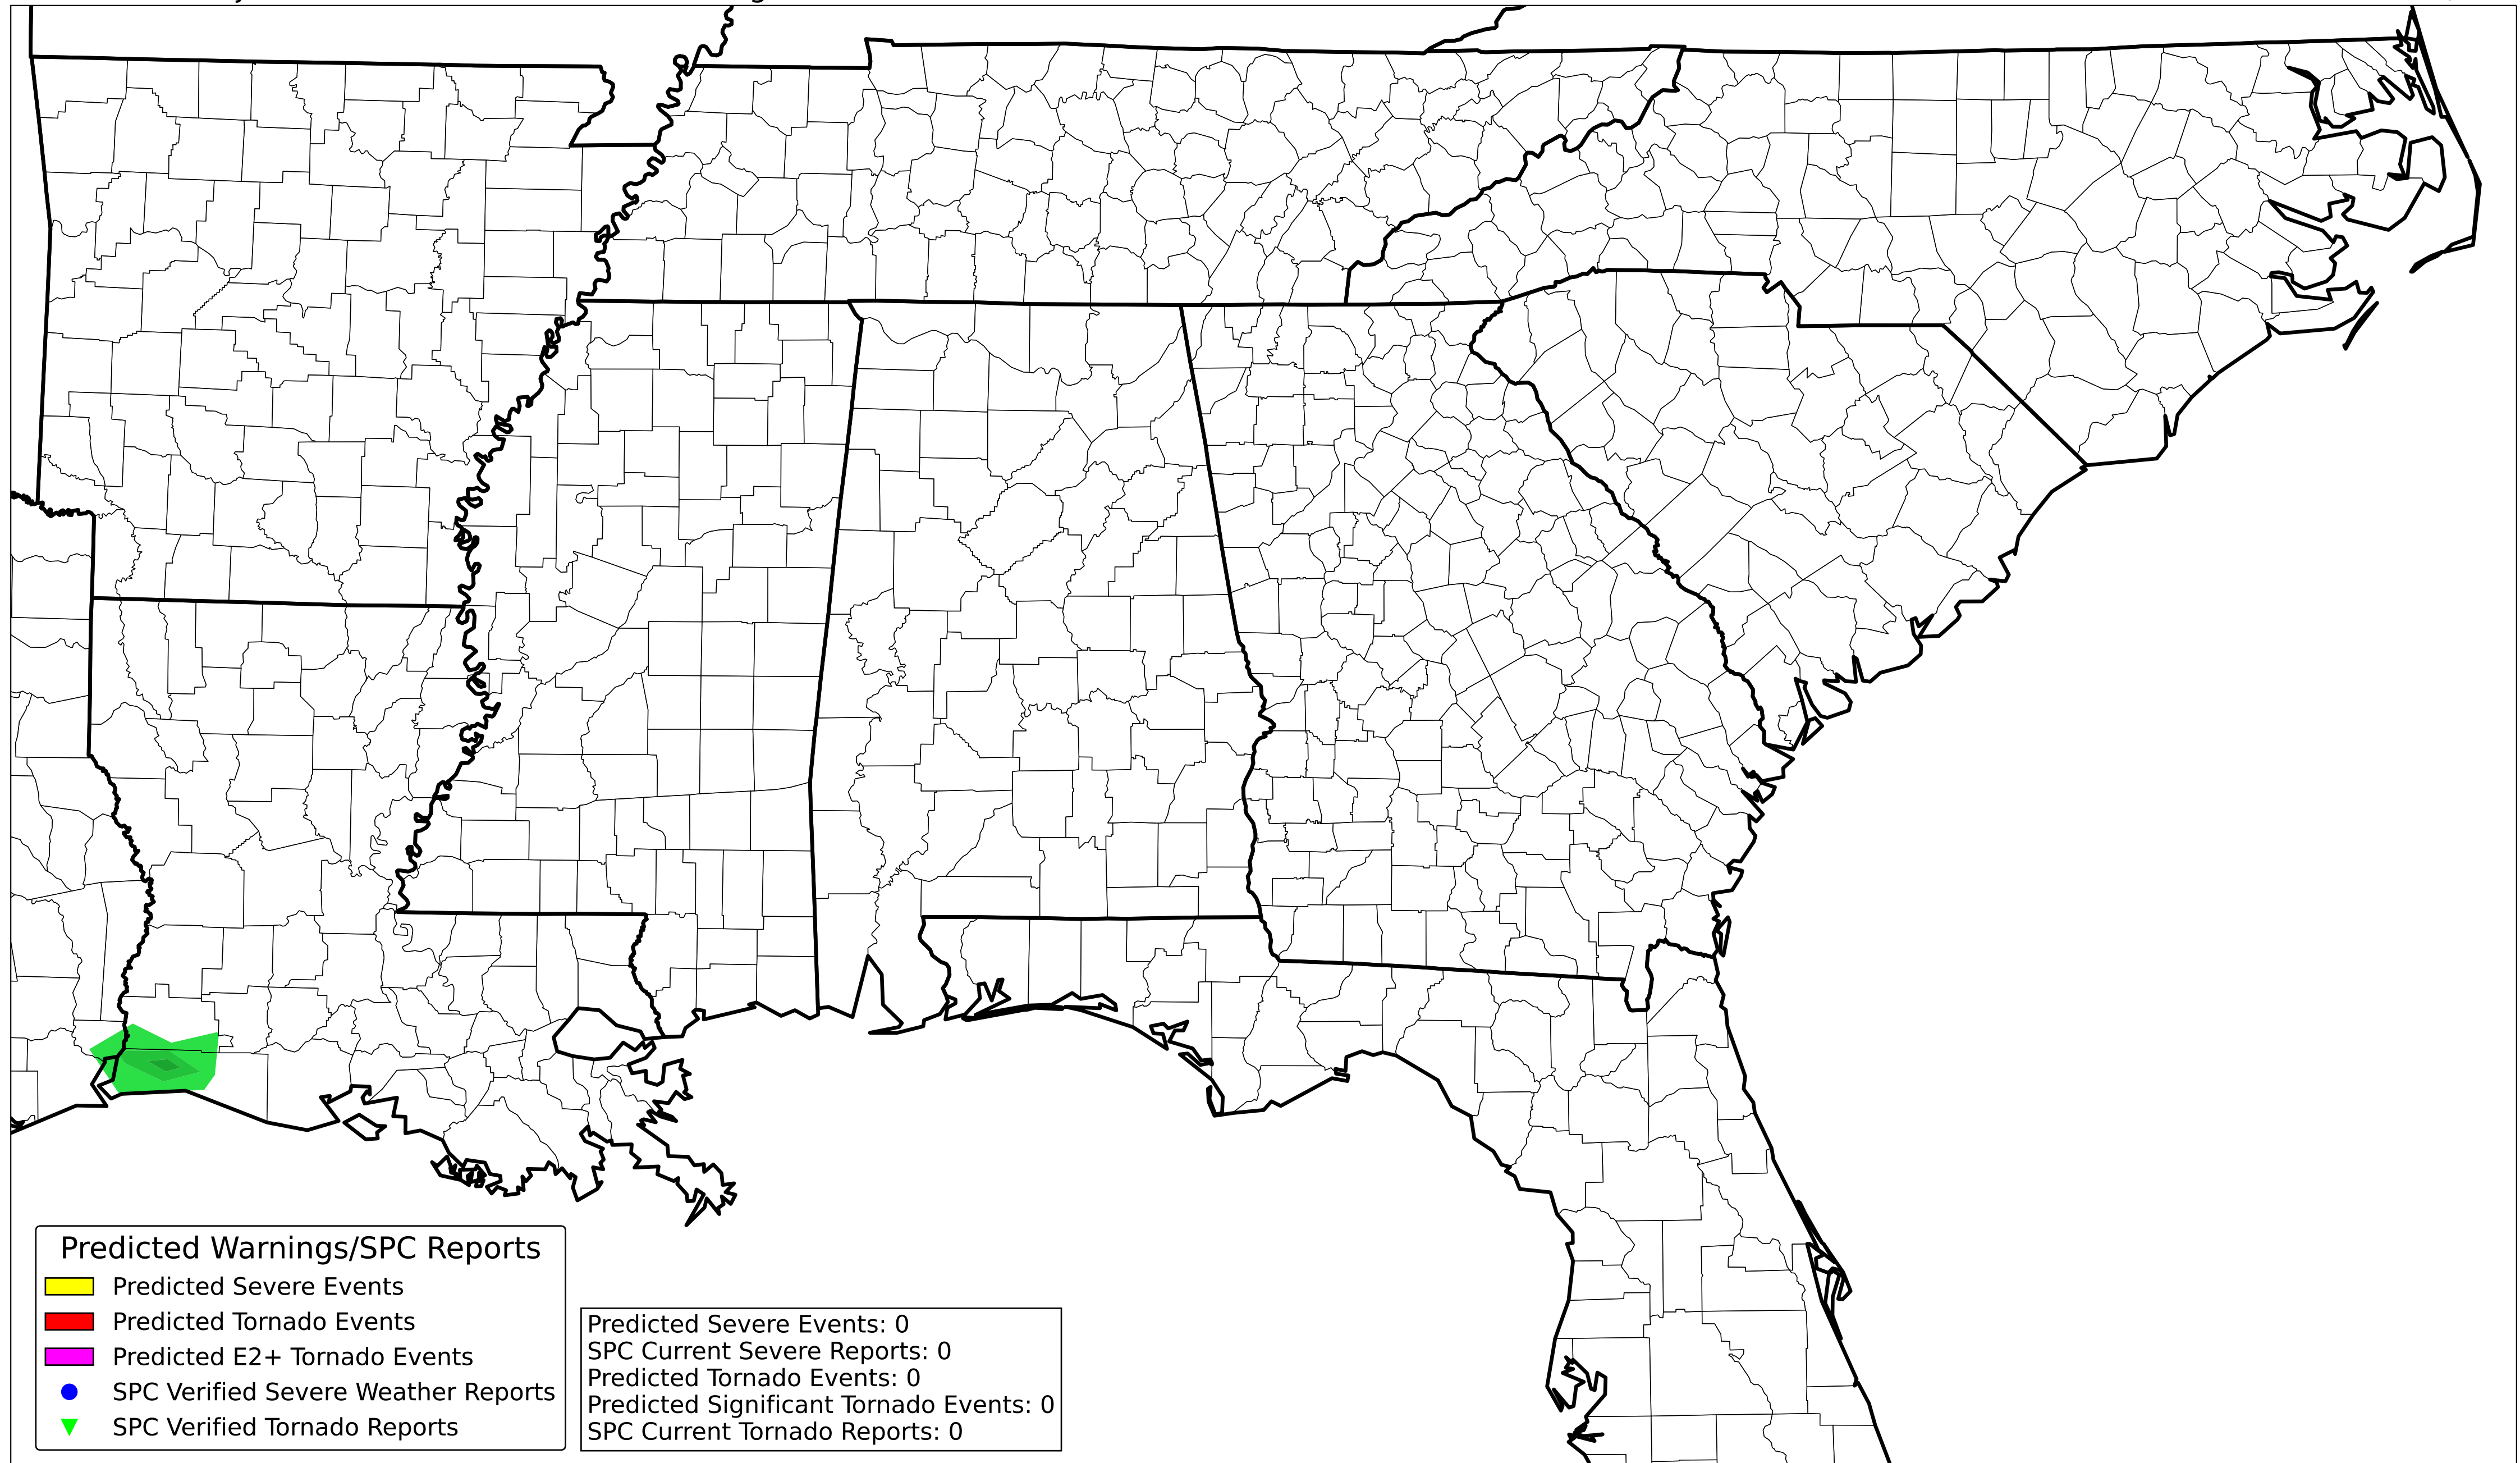 Predicted Warnings/SPC Reports
Predicted Severe Events
Predicted Tornado Events
Predicted E2+ Tornado Events
SPC Verified Severe Weather Reports
SPC Verified Tornado Reports
Predicted Severe Events: 0
SPC Current Severe Reports: 0
Predicted Tornado Events: 0
Predicted Significant Tornado Events: 0
SPC Current Tornado Reports: 0